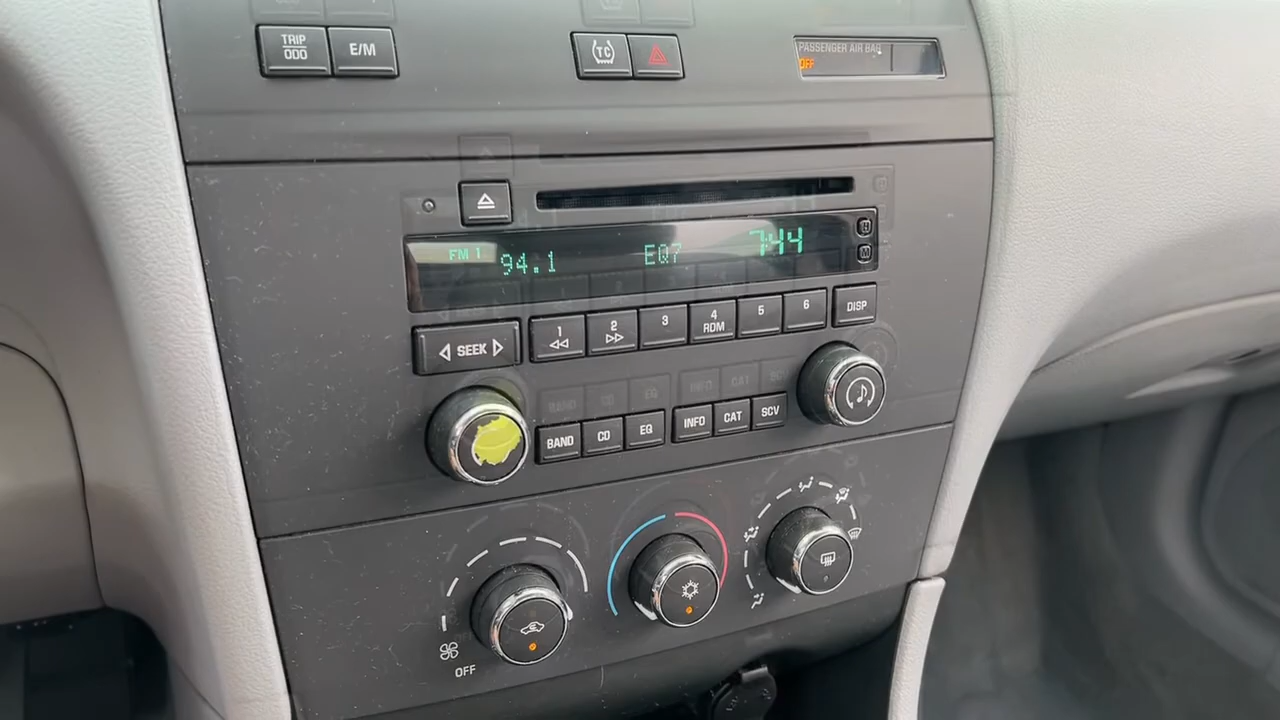 TRIP
ODO
E/M
TC
PASSENGER AIR BAG
OFF
FM 1
94.1
EQ7
7:44
SEEK
1
2
3
4
RDM
5
6
DISP
BAND
CD
EQ
INFO
CAT
SCV
OFF